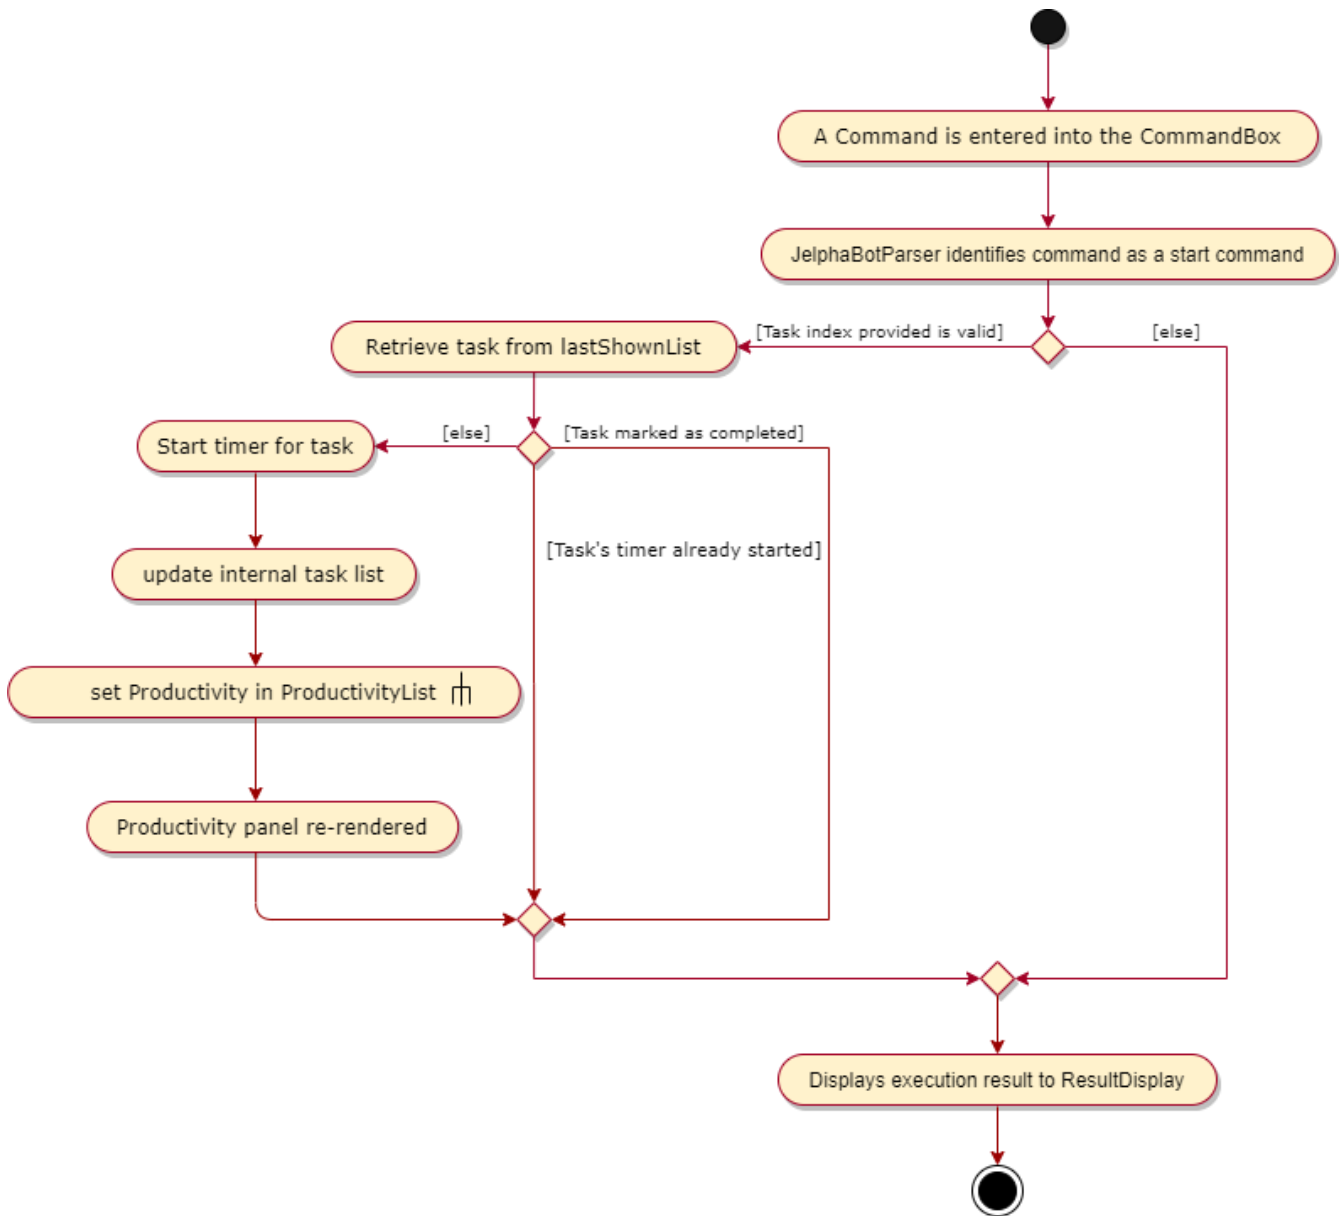 A Command is entered into the CommandBox
JelphaBotParser identifies command as a start command
[Task index provided is valid]
[else]
Retrieve task from lastShownList
[else]
[Task marked as completed]
Start timer for task
[Task's timer already started]
update internal task list
set Productivity in ProductivityList
Productivity panel re-rendered
Displays execution result to ResultDisplay